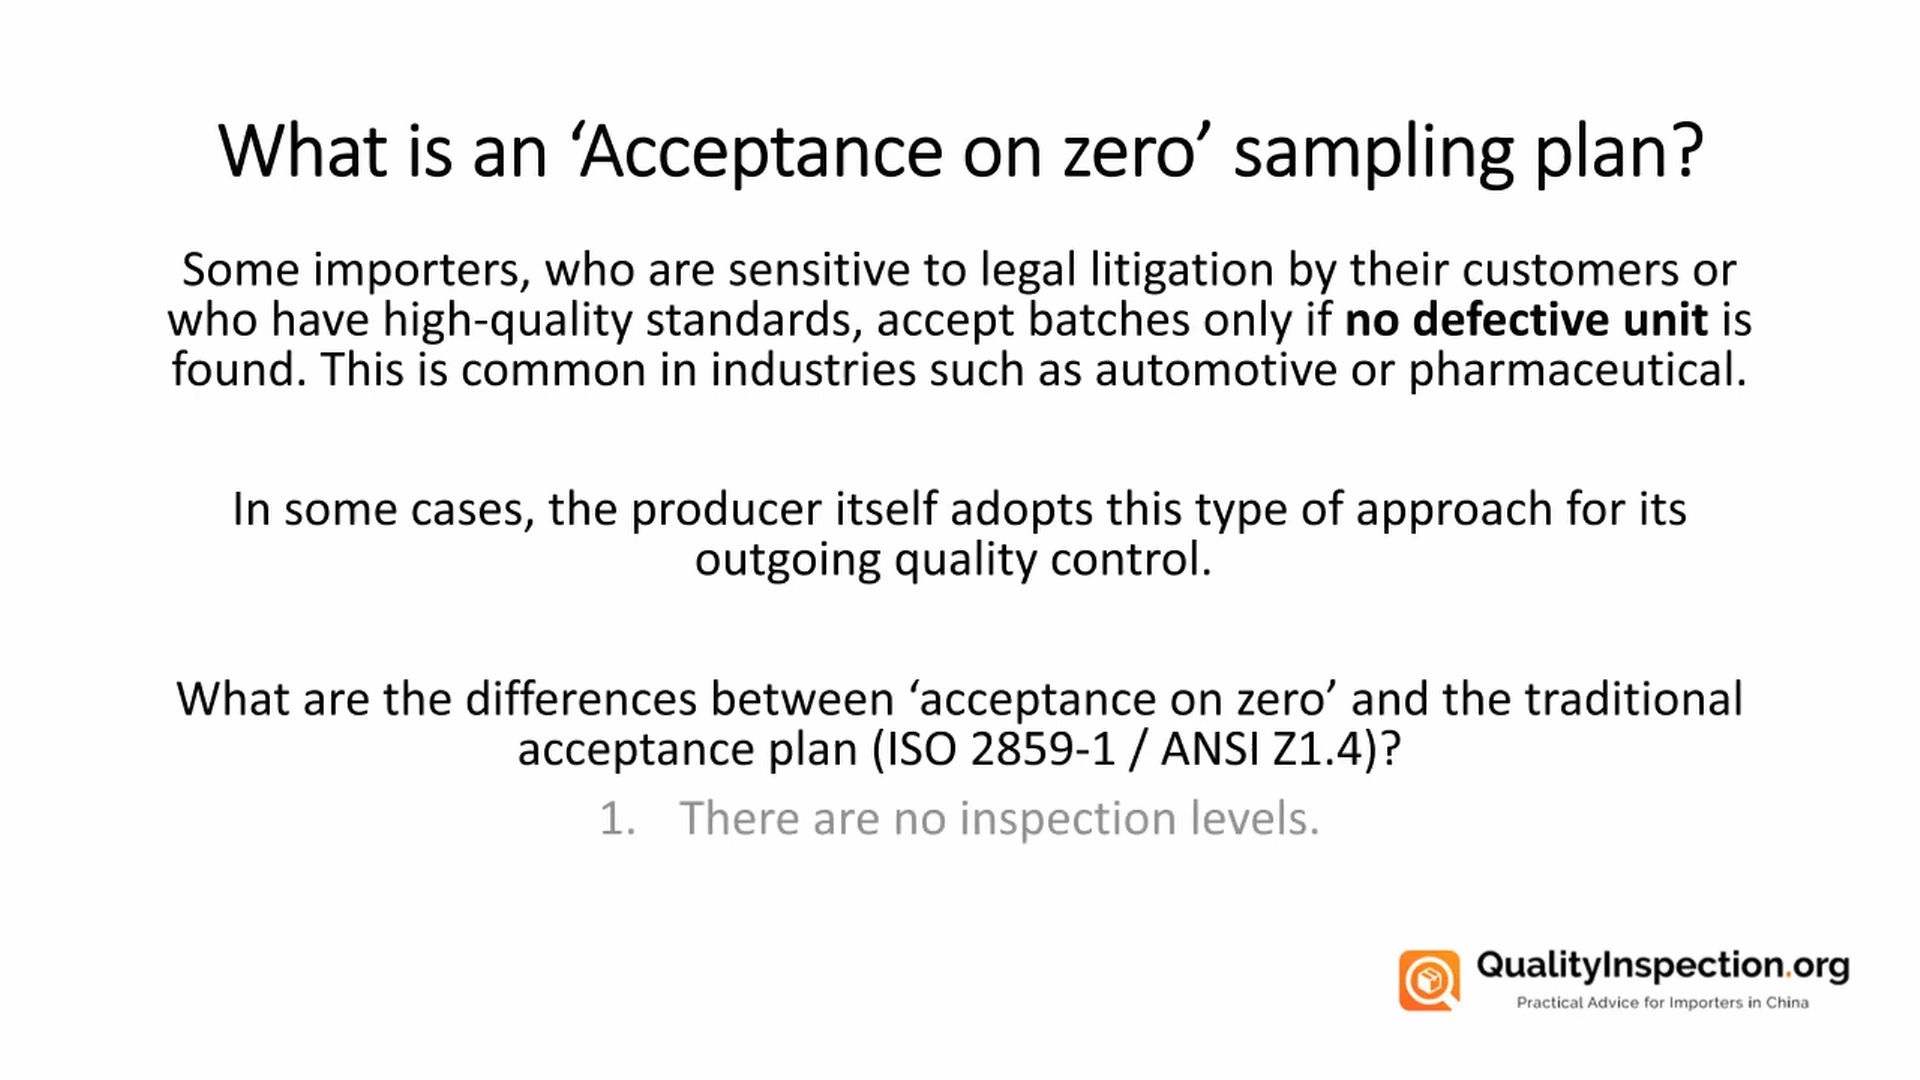 What is an ‘Acceptance on zero’ sampling plan?
Some importers, who are sensitive to legal litigation by their customers or
who have high-quality standards, accept batches only if no defective unit is
found. This is common in industries such as automotive or pharmaceutical.
In some cases, the producer itself adopts this type of approach for its
outgoing quality control.
What are the differences between ‘acceptance on zero’ and the traditional
acceptance plan (ISO 2859-1 / ANSI Z1.4)?
1. There are no inspection levels.
QualityInspection.org
Practical Advice for Importers in China